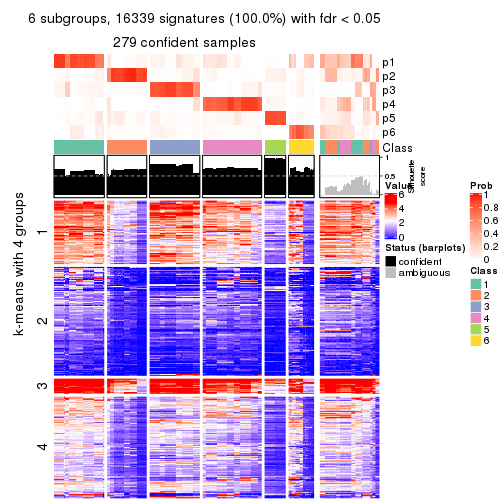 6 subgroups, 16339 signatures (100.0%) with fdr < 0.05
279 confident samples
p1
p2
p3
p4
p5
p6
Class
1
0.5
0
Silhouette
score
k-means with 4 groups
1
2
3
4
Value
6
4
2
0
Status (barplots)
confident
ambiguous
Prob
1
0.8
0.6
0.4
0.2
0
Class
1
2
3
4
5
6